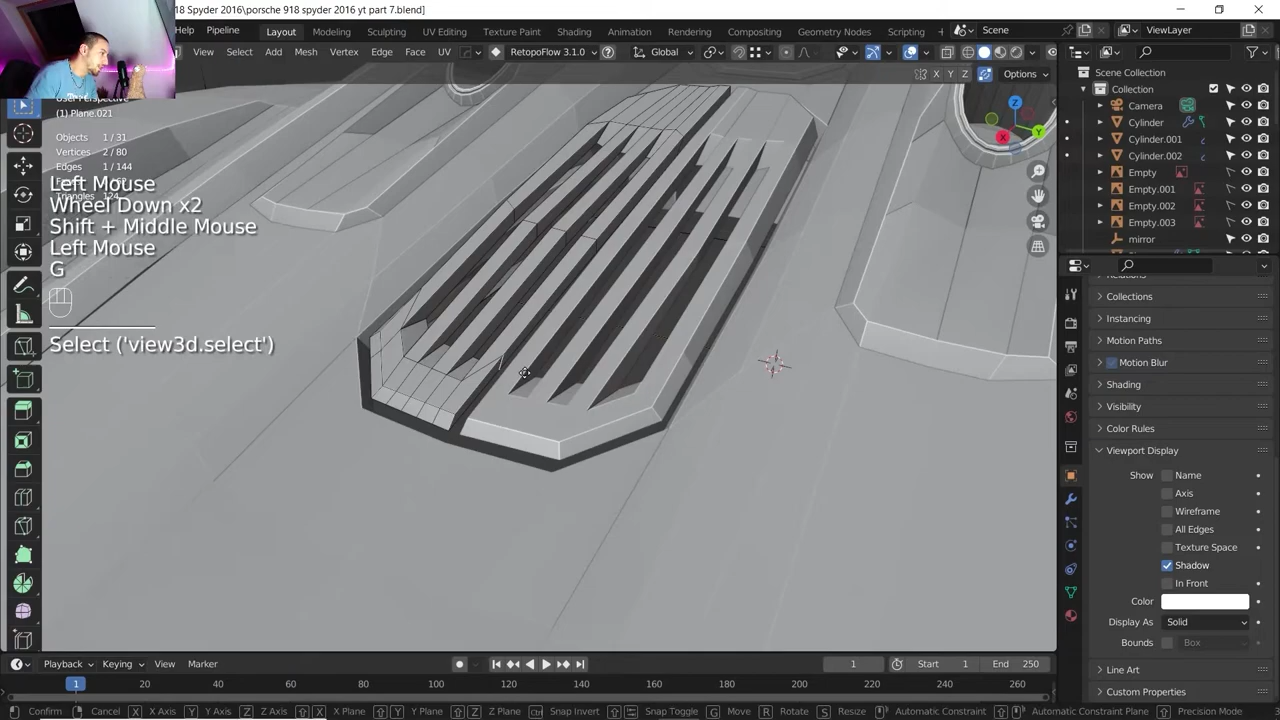 18 Spyder 2016\porsche 918 spyder 2016 yt part 7.blend]
Pipeline
Layout
Modeling
Sculpting
UV Editing
Texture Paint
Shading
Animation
Rendering
Compositing
Geometry Nodes
Scripting
Scene
ViewLayer
View
Select
Add
Mesh
Vertex
Edge
Face
UV
RetopoFlow 3.1.0
Global
X
Y
Z
Options
(1) Plane.021
Objects 1 / 31
Vertices 2 / 80
Edges 1 / 144
Triangles 124
Left Mouse
Wheel Down x2
Shift + Middle Mouse
Left Mouse
G
Select ('view3d.select')
Z
Y
X
Scene Collection
Collection
Camera
Cylinder
Cylinder.001
Cylinder.002
Empty
Empty.001
Empty.002
Empty.003
mirror
Relations
Collections
Instancing
Motion Paths
Motion Blur
Shading
Visibility
Color Rules
Viewport Display
Show
Name
Axis
Wireframe
All Edges
Texture Space
Shadow
In Front
Color
Display As
Solid
Bounds
Box
Line Art
Custom Properties
Playback
Keying
View
Marker
1
Start
1
End
250
1
20
40
60
80
100
120
140
160
180
200
220
240
260
Confirm
Cancel
X
X Axis
Y
Y Axis
Z
Z Axis
X
X Plane
Y
Y Plane
Z
Z Plane
Snap Invert
Snap Toggle
G
Move
R
Rotate
S
Resize
Automatic Constraint
Automatic Constraint Plane
Precision Mode